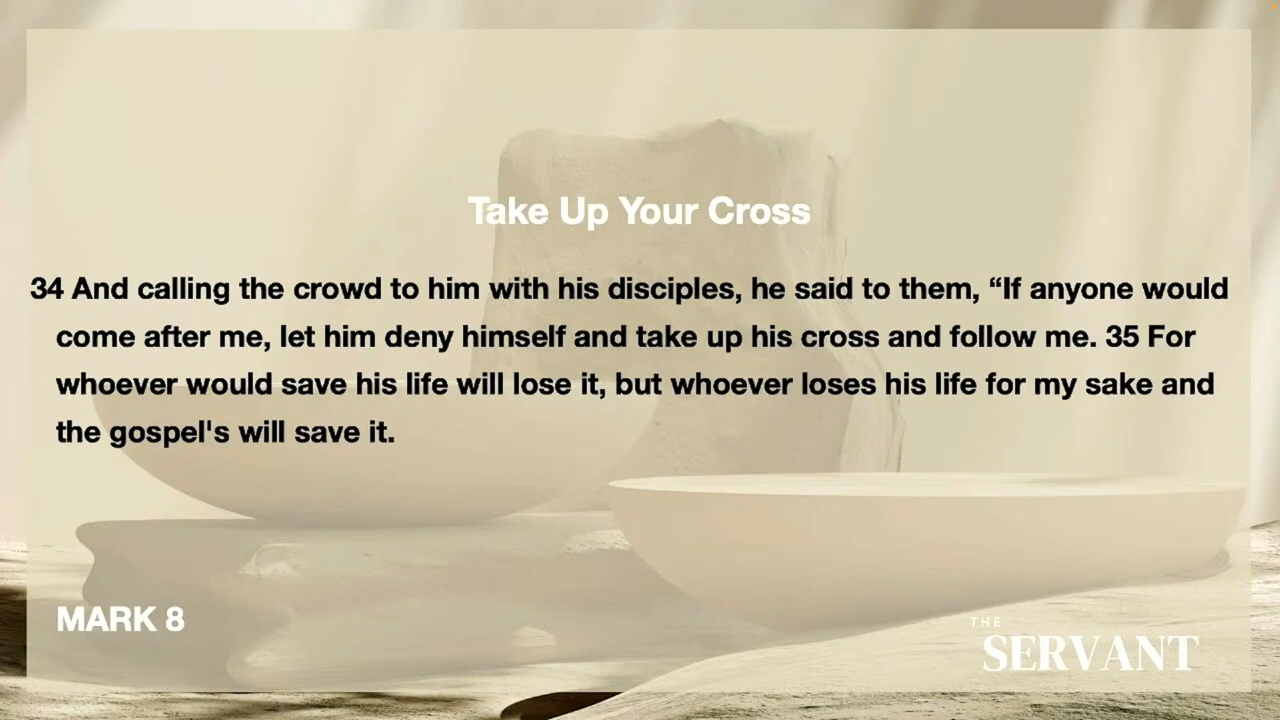 Take Up Your Cross
34 And calling the crowd to him with his disciples, he said to them, “If anyone would
come after me, let him deny himself and take up his cross and follow me. 35 For
whoever would save his life will lose it, but whoever loses his life for my sake and
the gospel's will save it.
MARK 8
THE
SERVANT